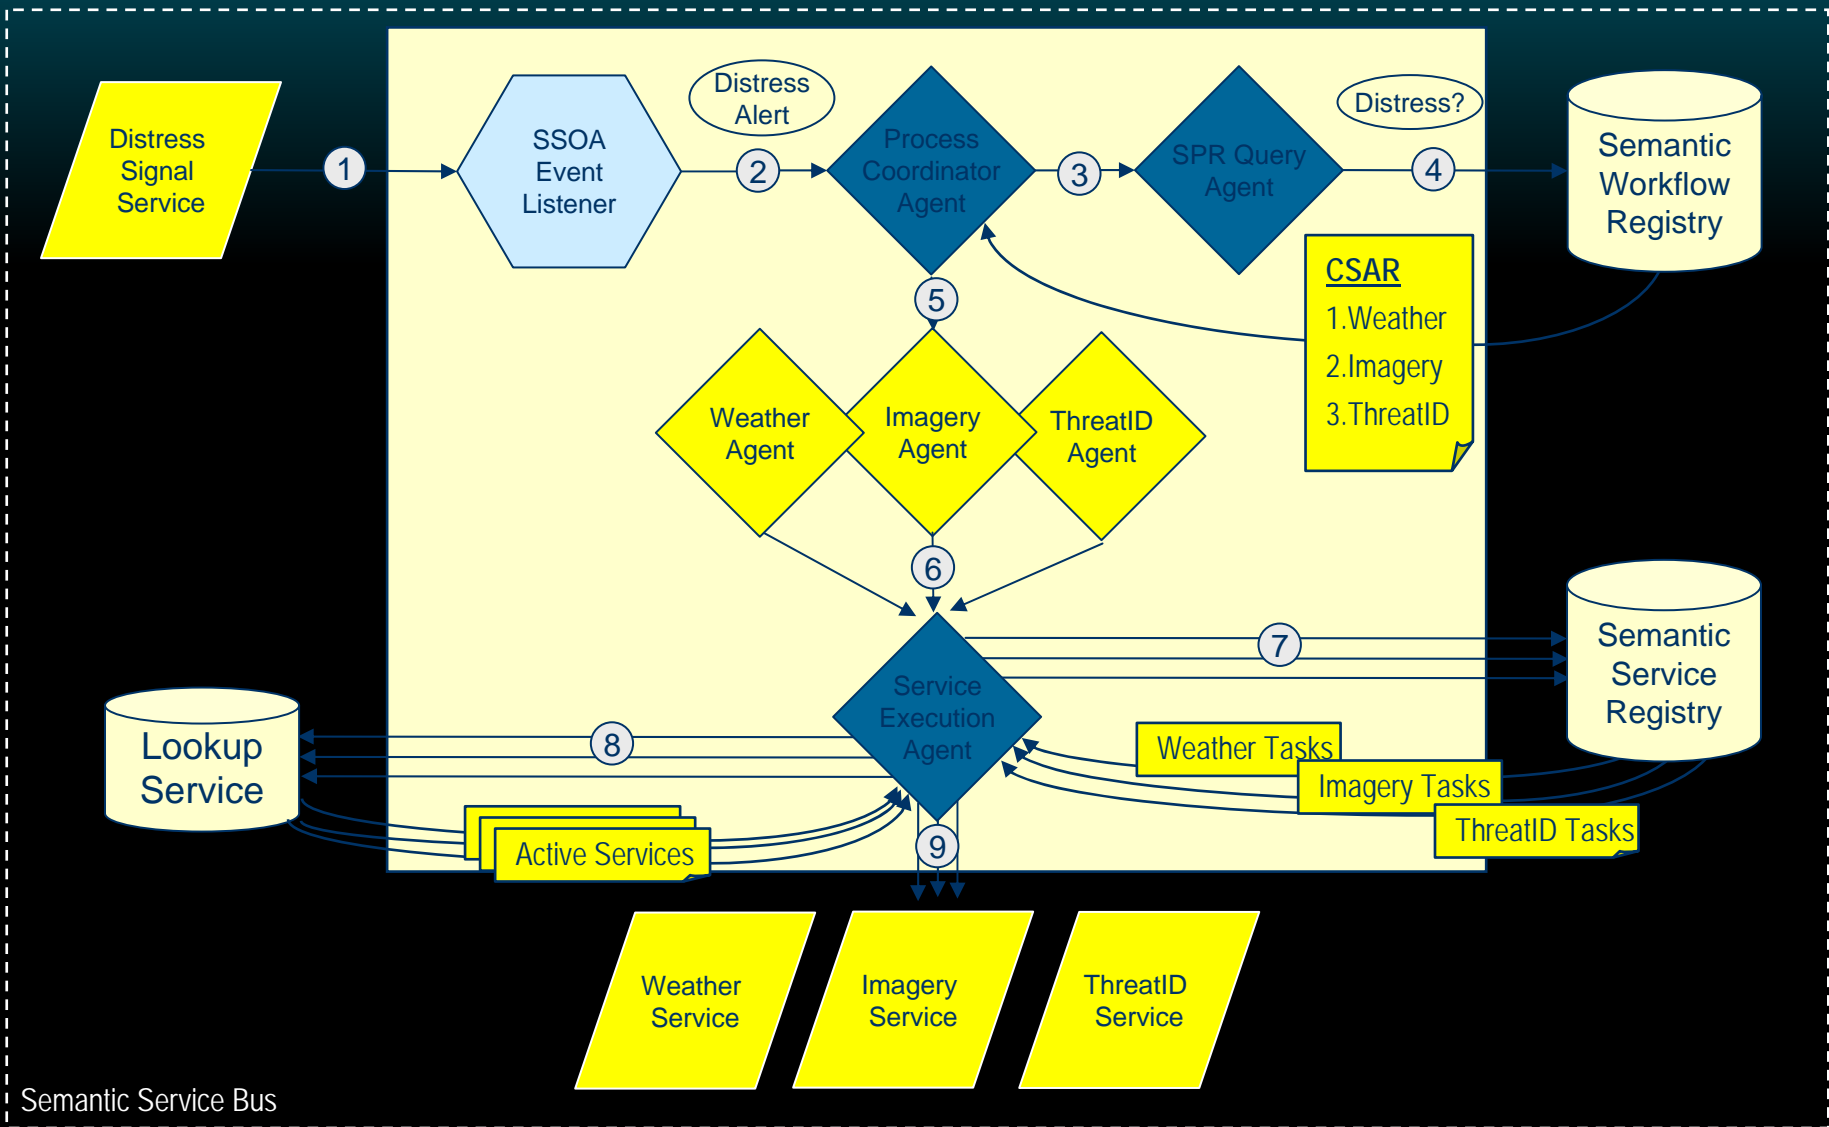 Distress
Signal
Service
1
SSOA
Event
Listener
Distress
Alert
2
Process
Coordinator
Agent
3
SPR Query
Agent
Distress?
4
Semantic
Workflow
Registry
CSAR
1.Weather
2.Imagery
3.ThreatID
5
Weather
Agent
Imagery
Agent
ThreatID
Agent
6
Service
Execution
Agent
7
Semantic
Service
Registry
Weather Tasks
Imagery Tasks
ThreatID Tasks
8
Lookup
Service
Active Services
9
Weather
Service
Imagery
Service
ThreatID
Service
Semantic Service Bus